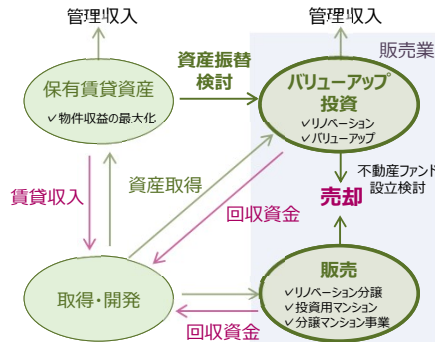 管理収入
管理収入
販売業
資産振替
検討
保有賃貸資産
✓物件収益の最大化
バリューアップ
投資
✓リノベーション
✓バリューアップ
賃貸収入
資産取得
不動産ファンド
設立検討
売却
回収資金
取得・開発
販売
✓リノベーション分譲
✓投資用マンション
✓分譲マンション事業
回収資金